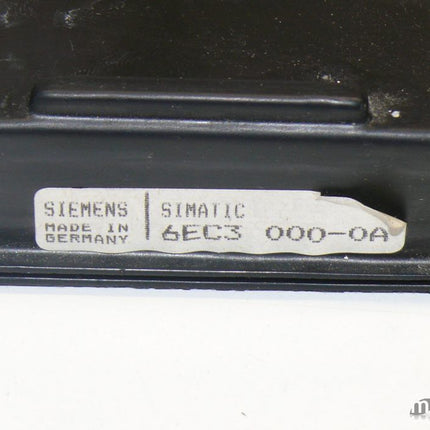 SIEMENS
MADE IN
GERMANY
SIMATIC
6EC3 000-0A